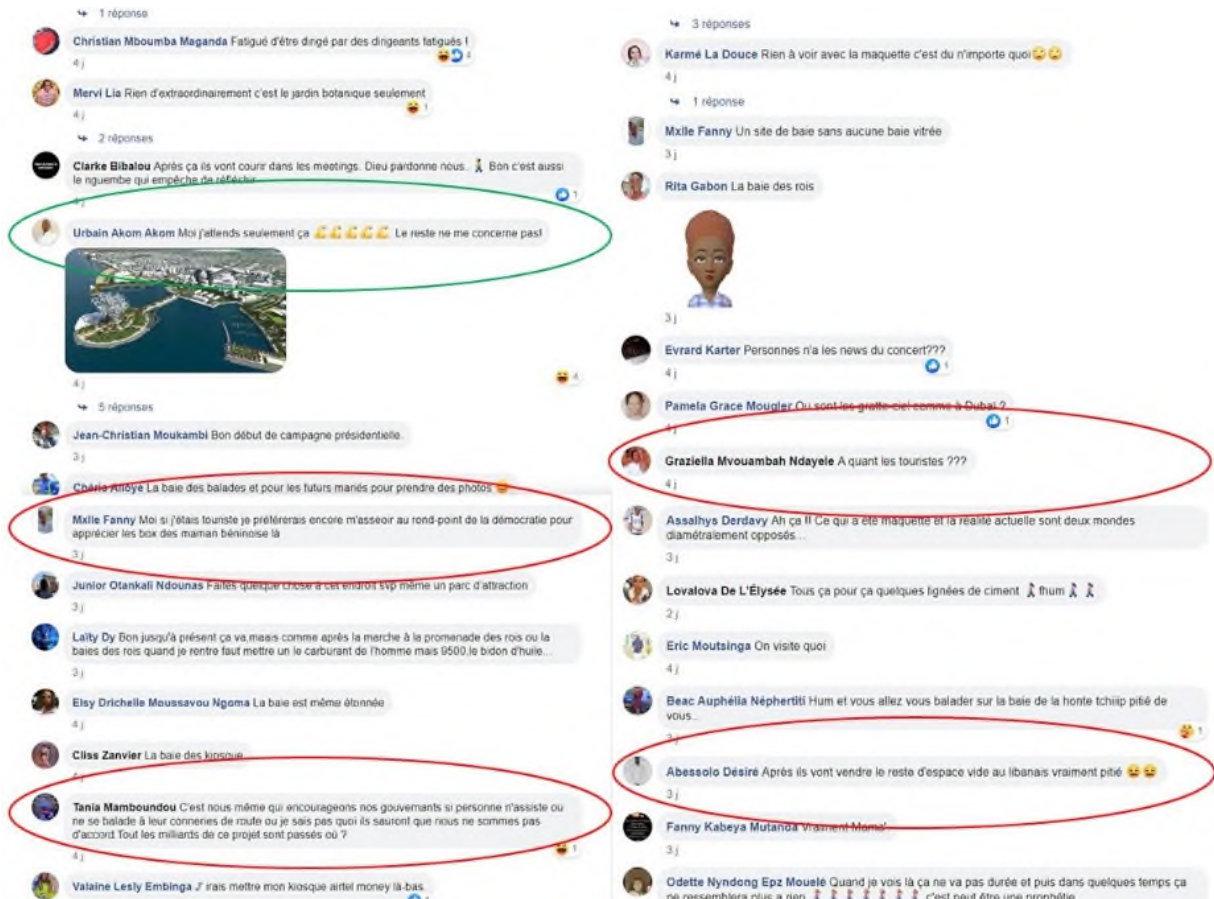 1 réponse
Christian Mboumba Maganda Fatigué d'être dirigé par des dirigeants fatigués !
4
4 j
Mervi Lia Rien d'extraordinairement c'est le jardin botanique seulement
1
4 j
2 réponses
Clarke Bibalou Après ça ils vont courir dans les meetings. Dieu pardonne nous.. Bon c'est aussi
le nguembe qui empêche de réfléchir
1
4 j
Urbain Akom Akom Moi j'attends seulement ça Le reste ne me concerne pas!
4 j
4
5 réponses
Jean-Christian Moukambi Bon début de campagne présidentielle.
3 j
La baie des balades et pour les futurs mariés pour prendre des photos
Mxlle Fanny Moi si j'étais touriste je préférerais encore m'asseoir au rond-point de la démocratie pour
apprécier les box des maman béninoise là
3 j
Junior Otankali Ndounas Faites quelque chose à cet endroit svp même un parc d'attraction
3 j
Laïty Dy Bon jusqu'à présent ça va,maais comme après la marche à la promenade des rois ou la
baies des rois quand je rentre faut mettre un le carburant de l'homme mais 9500,le bidon d'huile...
3 j
Elsy Drichelle Moussavou Ngoma La baie est même étonnée
4 j
Cliss Zanvier La baie des kiosque
4 j
Tania Mamboundou C'est nous même qui encourageons nos gouvernants si personne n'assiste ou
ne se balade à leur conneries de route ou je sais pas quoi ils sauront que nous ne sommes pas
d'accord Tout les milliards de ce projet sont passés où ?
1
4 j
Valaine Lesly Embinga J' irais mettre mon kiosque airtel money là-bas.
3 réponses
Karmé La Douce Rien à voir avec la maquette c'est du n'importe quoi
4 j
1 réponse
Mxlle Fanny Un site de baie sans aucune baie vitrée
3 j
Rita Gabon La baie des rois
3 j
Evrard Karter Personnes n'a les news du concert???
1
4 j
Pamela Grace Mougler Ou sont les gratte-ciel comme à Dubaï ?
1
4 j
Graziella Mvouambah Ndayele A quant les touristes ???
4 j
Assalhys Derdavy Ah ça !! Ce qui a été maquette et la réalité actuelle sont deux mondes
diamétralement opposés...
3 j
Lovalova De L'Élysée Tous ça pour ça quelques lignées de ciment fhum
2 j
Eric Moutsinga On visite quoi
4 j
Beac Auphélia Néphertiti Hum et vous allez vous balader sur la baie de la honte tchiiip pitié de
vous..
1
3 j
Abessolo Désiré Après ils vont vendre le reste d'espace vide au libanais vraiment pitié
3 j
Fanny Kabeya Mutanda Vraiment Mama'
3 j
Odette Nyndong Epz Mouelé Quand je vois là ça ne va pas durée et puis dans quelques temps ça
ne ressemblera plus a rien c'est peut être une prophétie